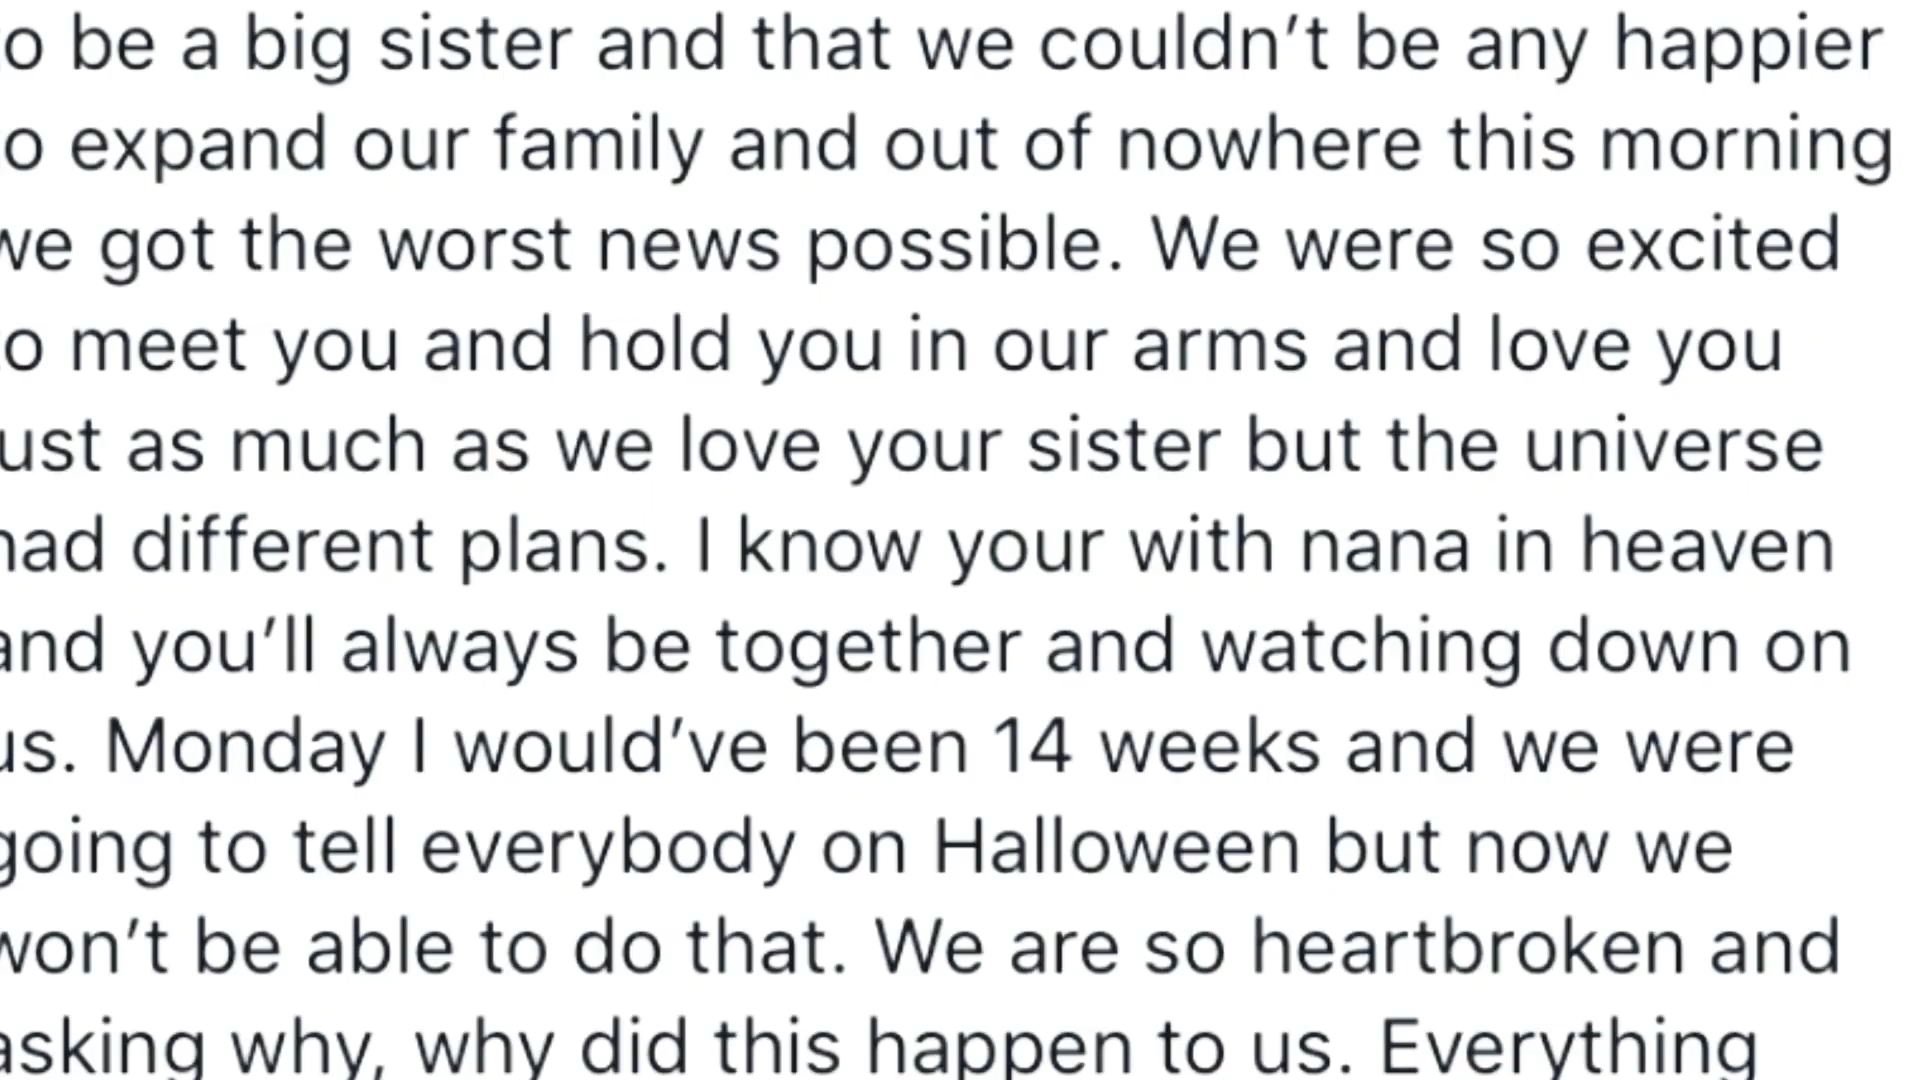 o be a big sister and that we couldn’t be any happier
o expand our family and out of nowhere this morning
we got the worst news possible. We were so excited
o meet you and hold you in our arms and love you
ust as much as we love your sister but the universe
had different plans. I know your with nana in heaven
and you’ll always be together and watching down on
us. Monday I would’ve been 14 weeks and we were
going to tell everybody on Halloween but now we
won’t be able to do that. We are so heartbroken and
asking why, why did this happen to us. Everything